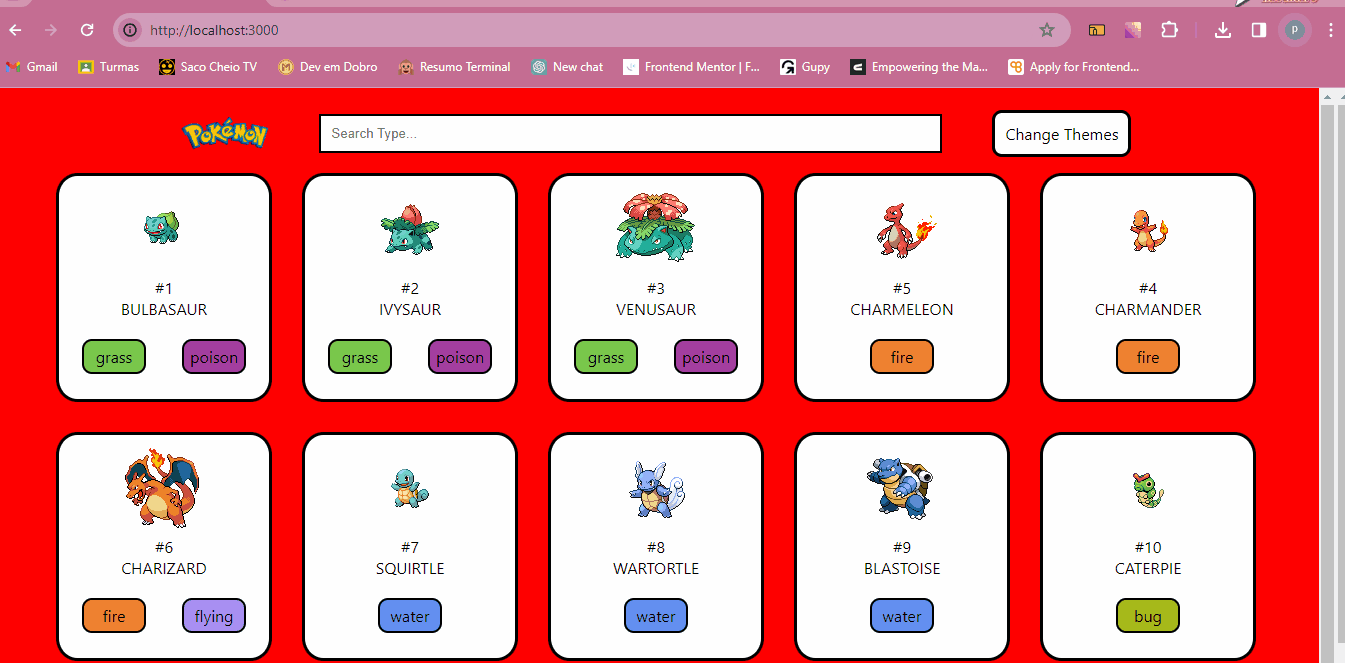 http://localhost:3000
P
Gmail Turmas Saco Cheio TV Dev em Dobro Resumo Terminal New chat Frontend Mentor | F... Gupy Empowering the Ma... Apply for Frontend...
POKéMON Search Type... Change Themes
#1 #2 #3 #5 #4
BULBASAUR IVYSAUR VENUSAUR CHARMELEON CHARMANDER
grass poison grass poison grass poison fire fire
#6 #7 #8 #9 #10
CHARIZARD SQUIRTLE WARTORTLE BLASTOISE CATERPIE
fire flying water water water bug